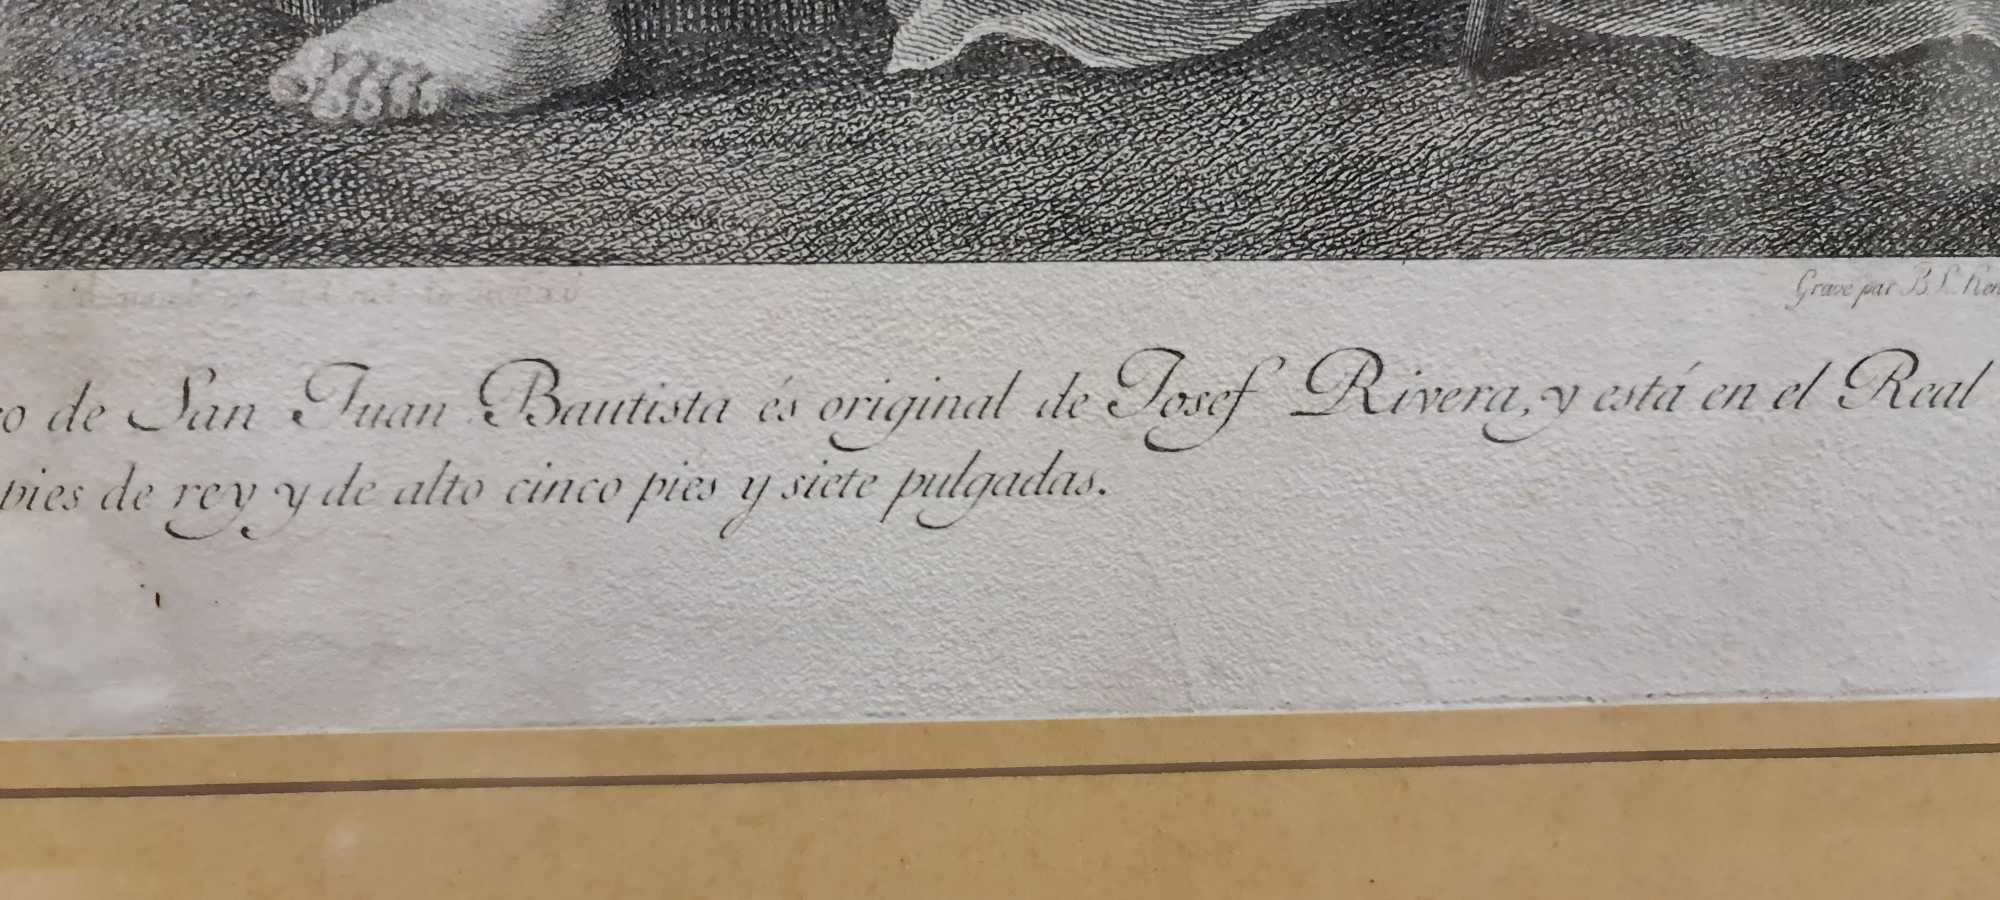 Gravé par B. L.
de San Juan Bautista és original de Josef Rivera, y está en el Real
pies de rey y de alto cinco pies y siete pulgadas.